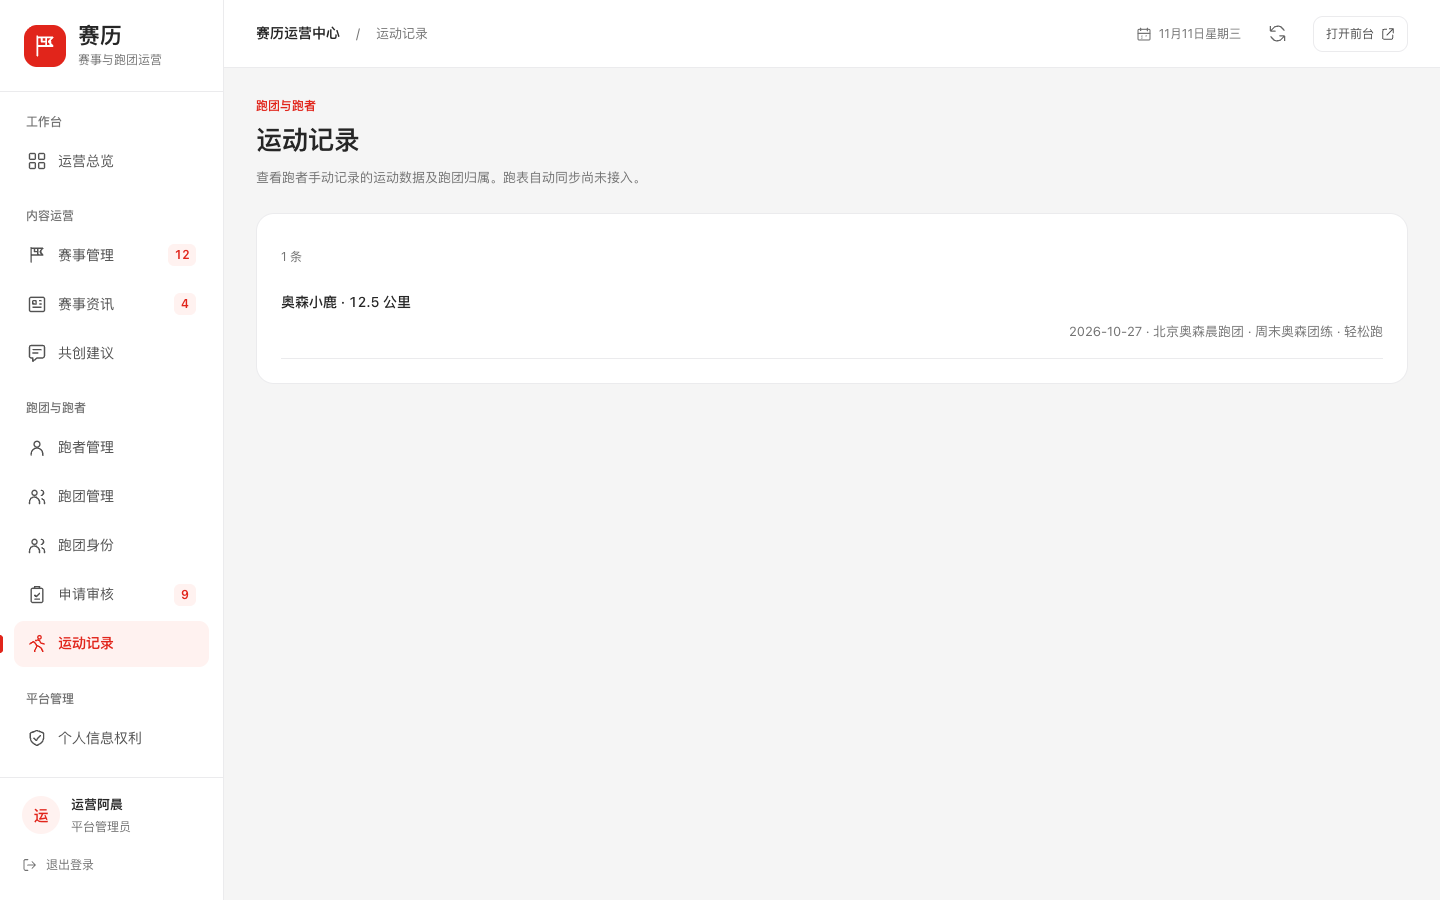 赛历
赛事与跑团运营
工作台
运营总览
内容运营
赛事管理 12
赛事资讯 4
共创建议
跑团与跑者
跑者管理
跑团管理
跑团身份
申请审核 9
运动记录
平台管理
个人信息权利
运
运营阿晨
平台管理员
退出登录
赛历运营中心 / 运动记录
11月11日星期三
打开前台
跑团与跑者
运动记录
查看跑者手动记录的运动数据及跑团归属。跑表自动同步尚未接入。
1 条
奥森小鹿 · 12.5 公里
2026-10-27 · 北京奥森晨跑团 · 周末奥森团练 · 轻松跑